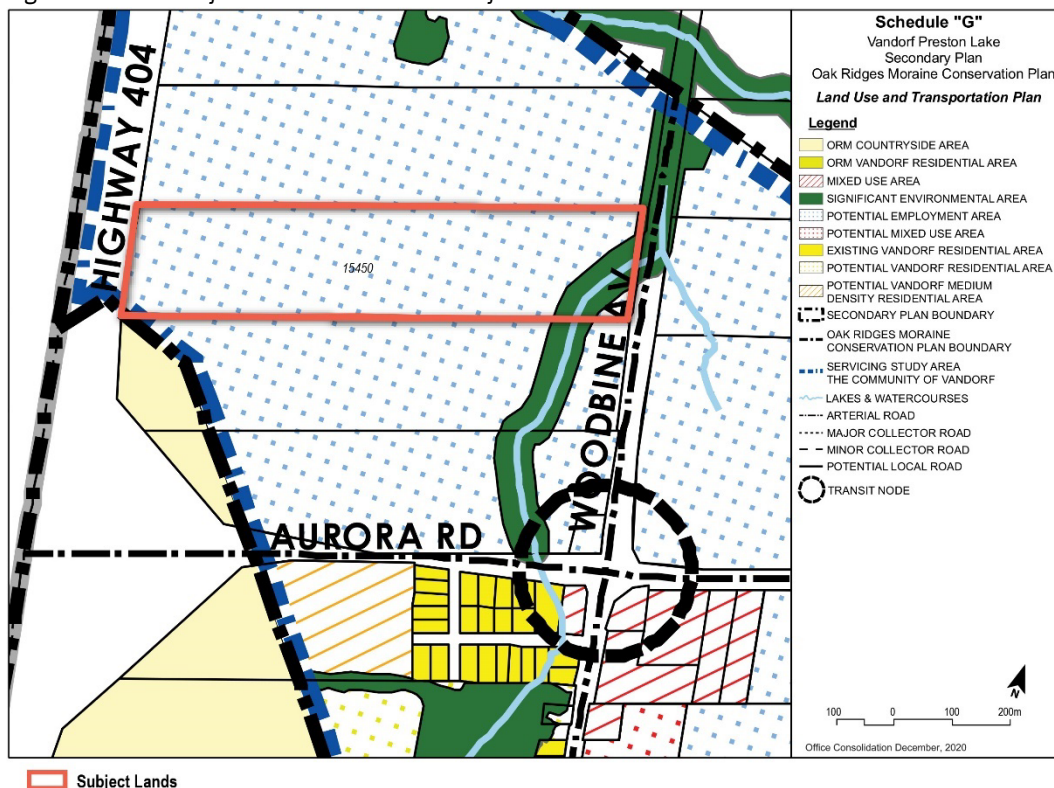 HIGHWAY 404
15450
WOODBINE AV
AURORA RD
Schedule "G"
Vandorf Preston Lake
Secondary Plan
Oak Ridges Moraine Conservation Plan
Land Use and Transportation Plan
Legend
ORM COUNTRYSIDE AREA
ORM VANDORF RESIDENTIAL AREA
MIXED USE AREA
SIGNIFICANT ENVIRONMENTAL AREA
POTENTIAL EMPLOYMENT AREA
POTENTIAL MIXED USE AREA
EXISTING VANDORF RESIDENTIAL AREA
POTENTIAL VANDORF RESIDENTIAL AREA
POTENTIAL VANDORF MEDIUM
DENSITY RESIDENTIAL AREA
SECONDARY PLAN BOUNDARY
OAK RIDGES MORAINE
CONSERVATION PLAN BOUNDARY
SERVICING STUDY AREA
THE COMMUNITY OF VANDORF
LAKES & WATERCOURSES
ARTERIAL ROAD
MAJOR COLLECTOR ROAD
MINOR COLLECTOR ROAD
POTENTIAL LOCAL ROAD
TRANSIT NODE
N
100 0 100 200m
Office Consolidation December, 2020
Subject Lands